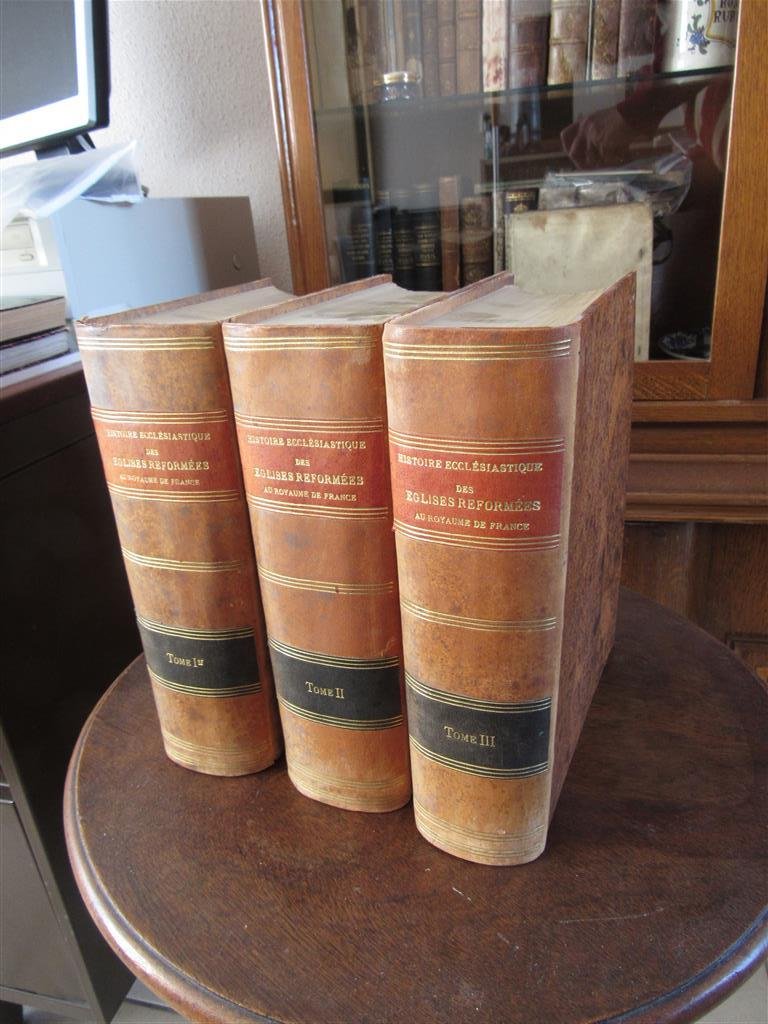 HISTOIRE ECCLÉSIASTIQUE
DES
EGLISES REFORMÉES
AU ROYAUME DE FRANCE
TOME Iᵉʳ
HISTOIRE ECCLÉSIASTIQUE
DES
EGLISES REFORMÉES
AU ROYAUME DE FRANCE
TOME II
HISTOIRE ECCLÉSIASTIQUE
DES
EGLISES REFORMÉES
AU ROYAUME DE FRANCE
TOME III